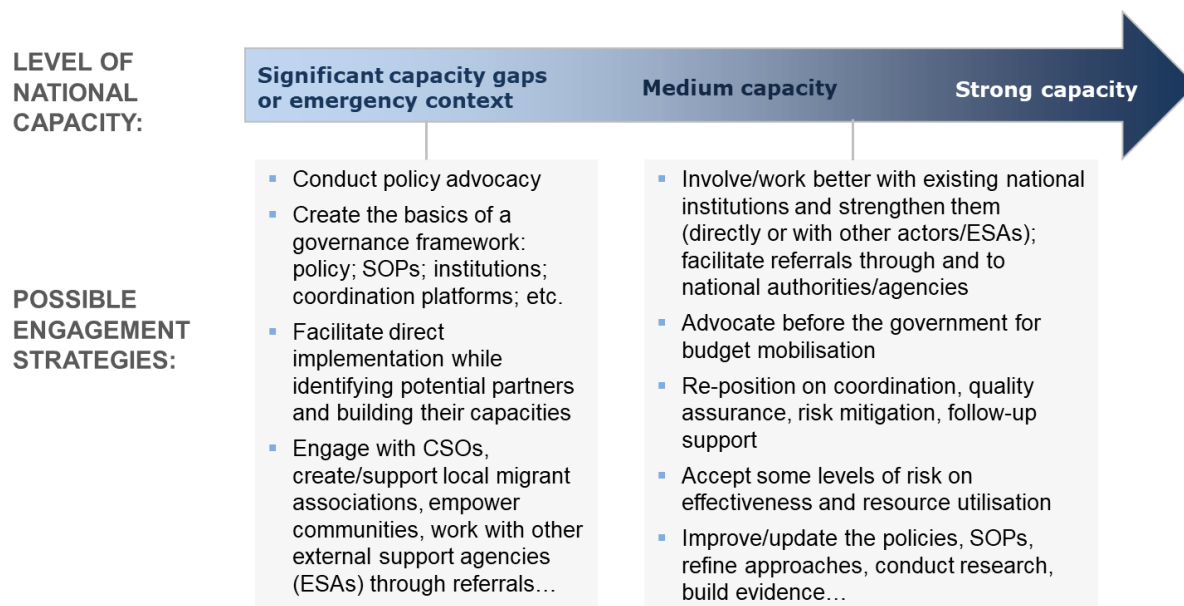 LEVEL OF
NATIONAL
CAPACITY:
Significant capacity gaps
or emergency context
Medium capacity
Strong capacity
POSSIBLE
ENGAGEMENT
STRATEGIES:
▪ Conduct policy advocacy
▪ Create the basics of a
governance framework:
policy; SOPs; institutions;
coordination platforms; etc.
▪ Facilitate direct
implementation while
identifying potential partners
and building their capacities
▪ Engage with CSOs,
create/support local migrant
associations, empower
communities, work with other
external support agencies
(ESAs) through referrals…
▪ Involve/work better with existing national
institutions and strengthen them
(directly or with other actors/ESAs);
facilitate referrals through and to
national authorities/agencies
▪ Advocate before the government for
budget mobilisation
▪ Re-position on coordination, quality
assurance, risk mitigation, follow-up
support
▪ Accept some levels of risk on
effectiveness and resource utilisation
▪ Improve/update the policies, SOPs,
refine approaches, conduct research,
build evidence…